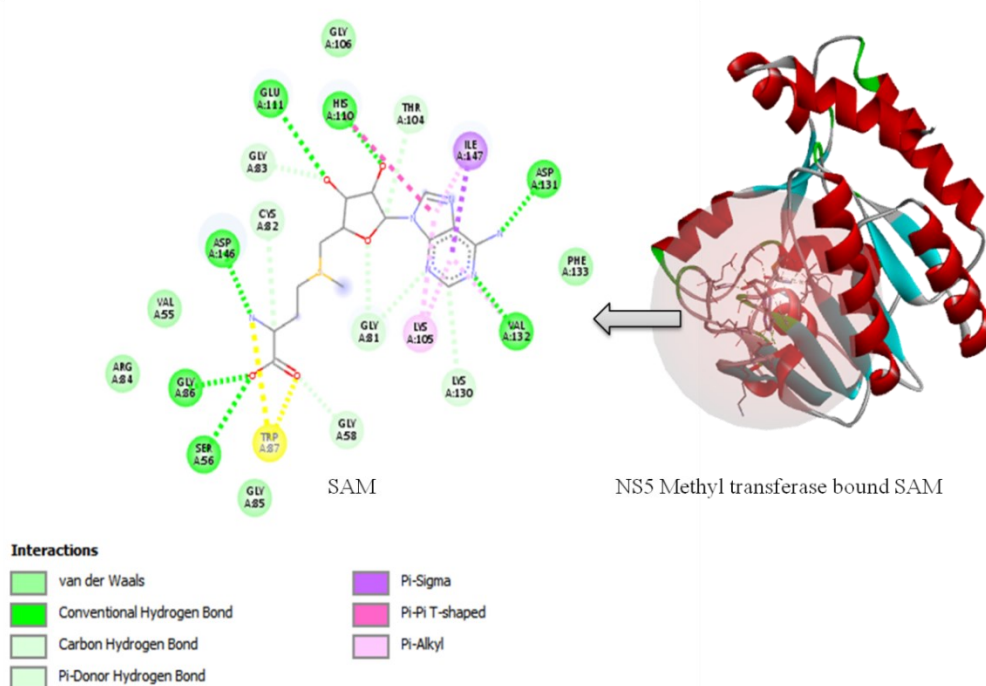 GLY
A:106
GLU
A:111
HIS
A:110
THR
A:104
ILE
A:147
GLY
A:83
ASP
A:131
CYS
A:82
ASP
A:146
PHE
A:133
VAL
A:55
GLY
A:81
LYS
A:105
VAL
A:132
ARG
A:84
GLY
A:86
LYS
A:130
SER
A:56
TRP
A:87
GLY
A:58
GLY
A:85
N
N
SAM
NS5 Methyl transferase bound SAM
Interactions
van der Waals
Conventional Hydrogen Bond
Carbon Hydrogen Bond
Pi-Donor Hydrogen Bond
Pi-Sigma
Pi-Pi T-shaped
Pi-Alkyl